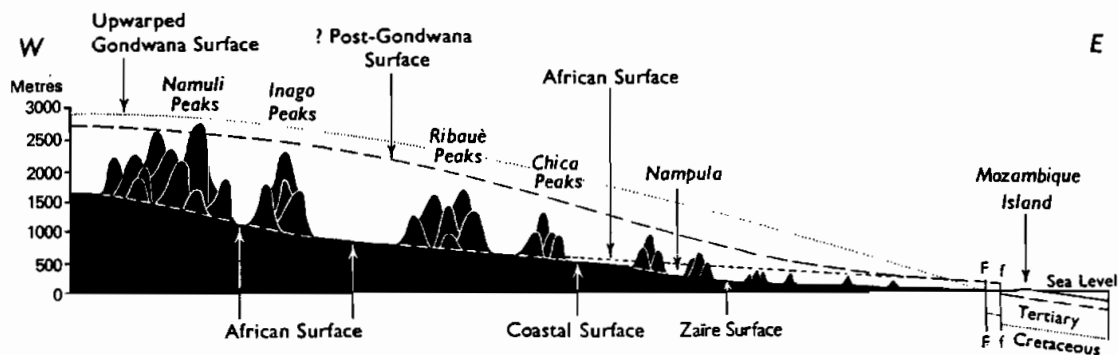 W
Upwarped
Gondwana Surface
? Post-Gondwana
Surface
African Surface
E
Metres
3000
2500
2000
1500
1000
500
0
Namuli
Peaks
Inago
Peaks
Ribauè
Peaks
Chica
Peaks
Nampula
Mozambique
Island
F f
Sea Level
Tertiary
F f
Cretaceous
African Surface
Coastal Surface
Zaïre Surface